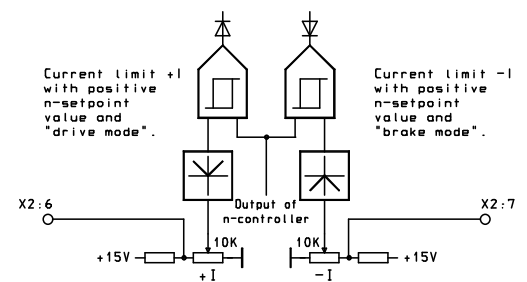 Current limit +I
with positive
n-setpoint
value and
"drive mode".
Current limit -I
with positive
n-setpoint
value and
"brake mode".
X2:6
Output of
n-controller
X2:7
+15V
10K
+I
10K
-I
+15V